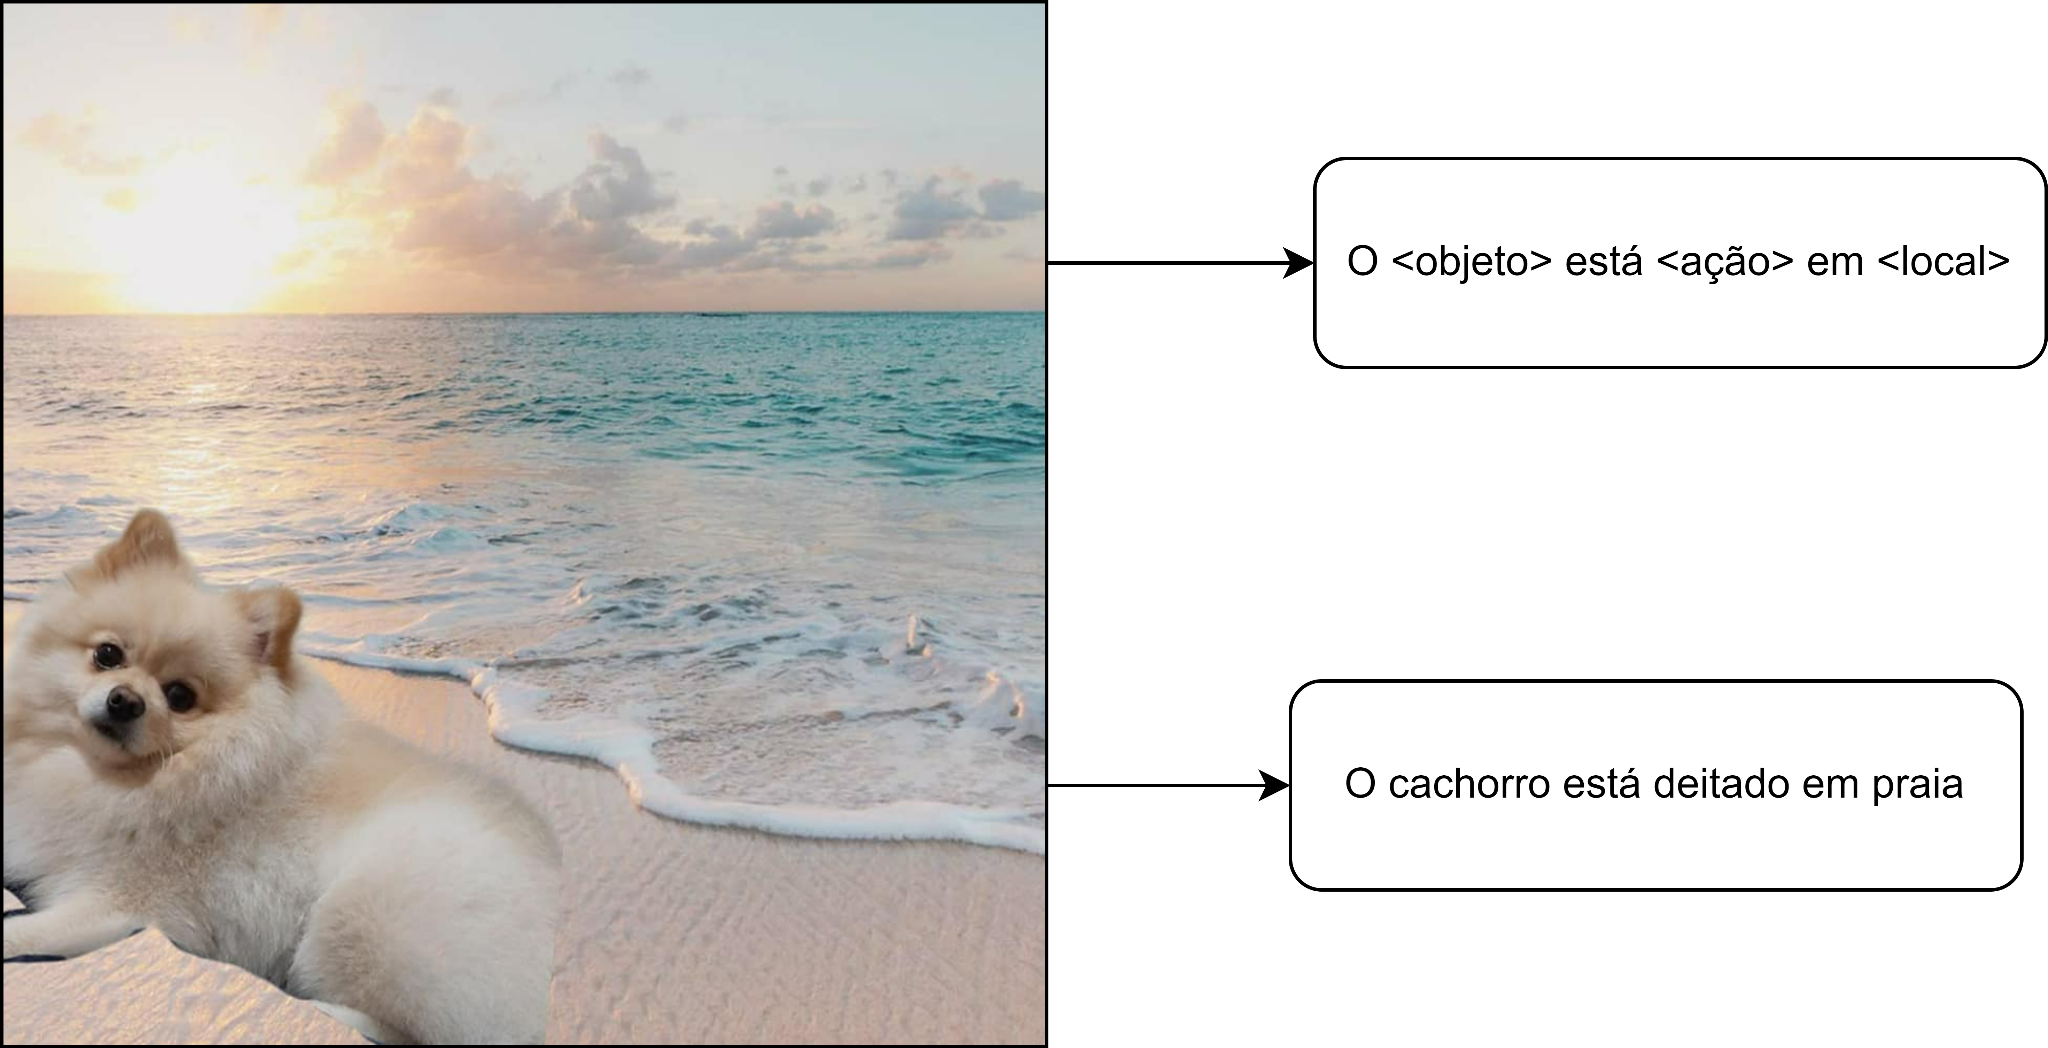 O <objeto> está <ação> em <local>
O cachorro está deitado em praia